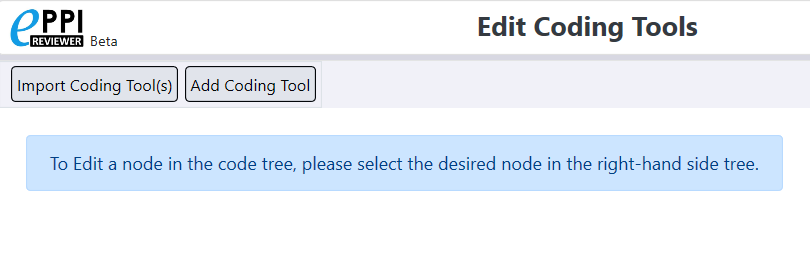 ePPI
REVIEWER Beta
Edit Coding Tools
Import Coding Tool(s) Add Coding Tool
To Edit a node in the code tree, please select the desired node in the right-hand side tree.